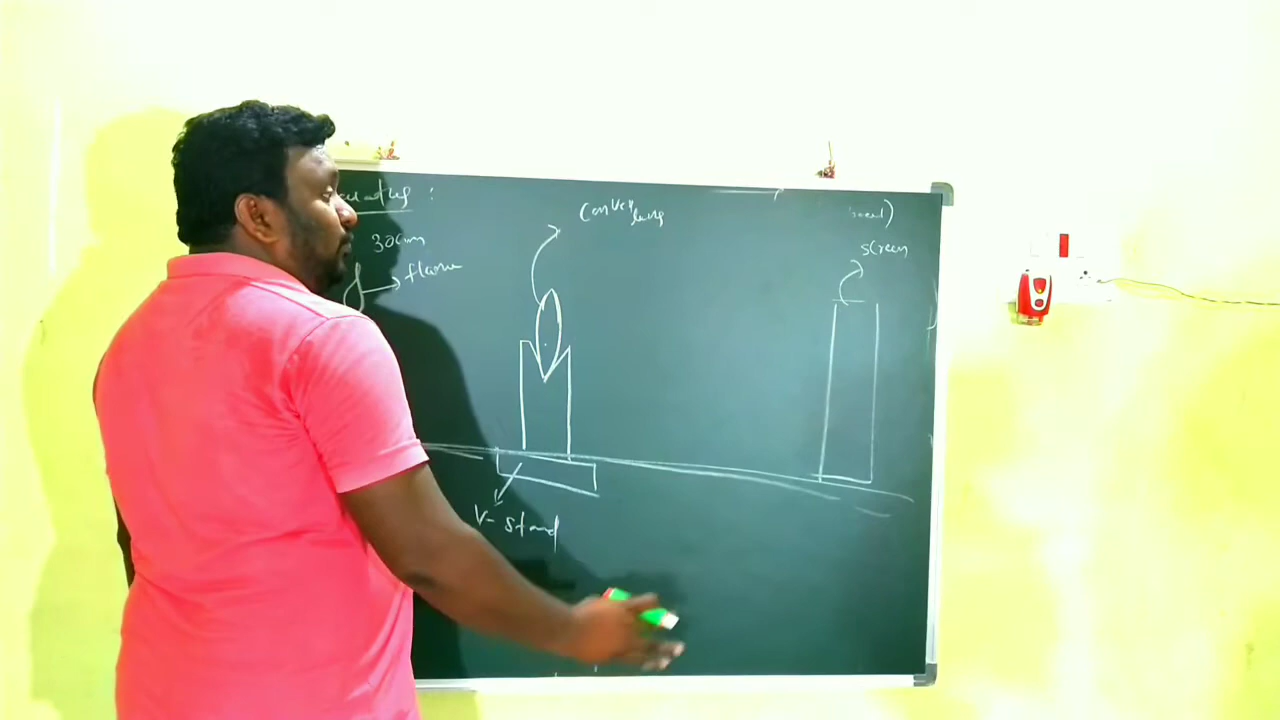 Convex lens
30cm
screen
flame
V-stand